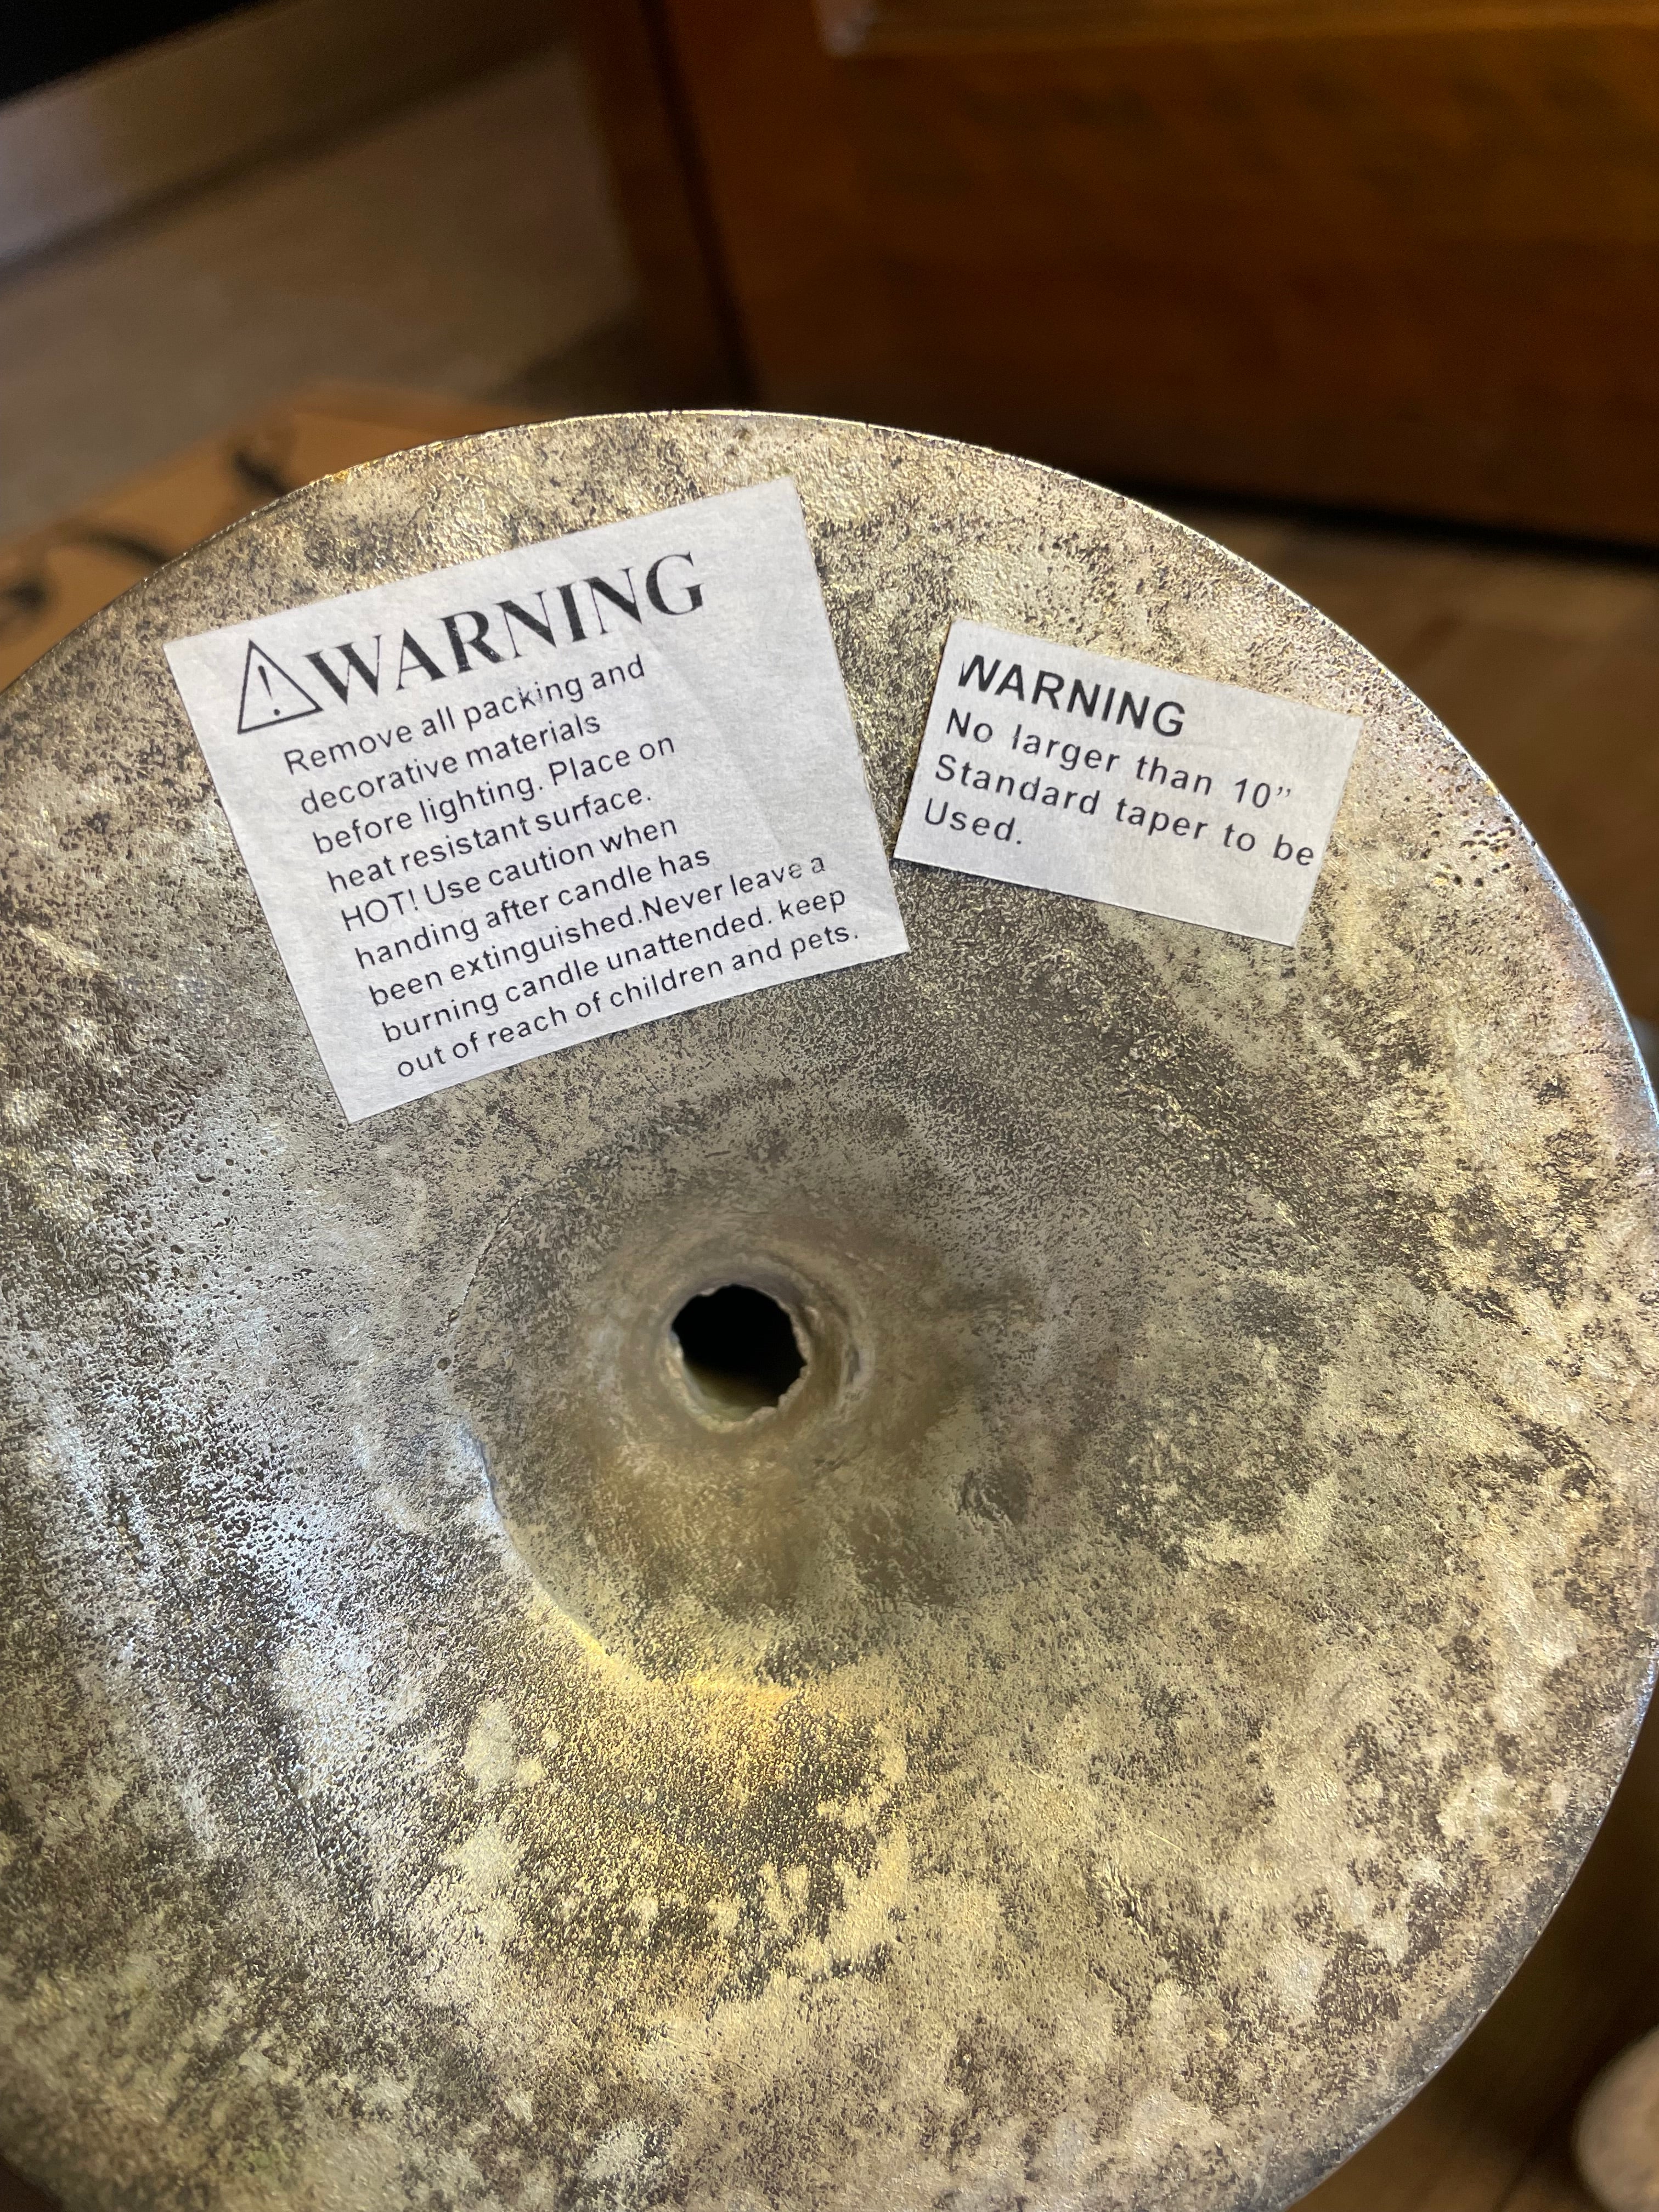 WARNING
Remove all packing and
decorative materials
before lighting. Place on
heat resistant surface.
HOT! Use caution when
handing after candle has
been extinguished.Never leave a
burning candle unattended. keep
out of reach of children and pets.
WARNING
No larger than 10”
Standard taper to be
Used.